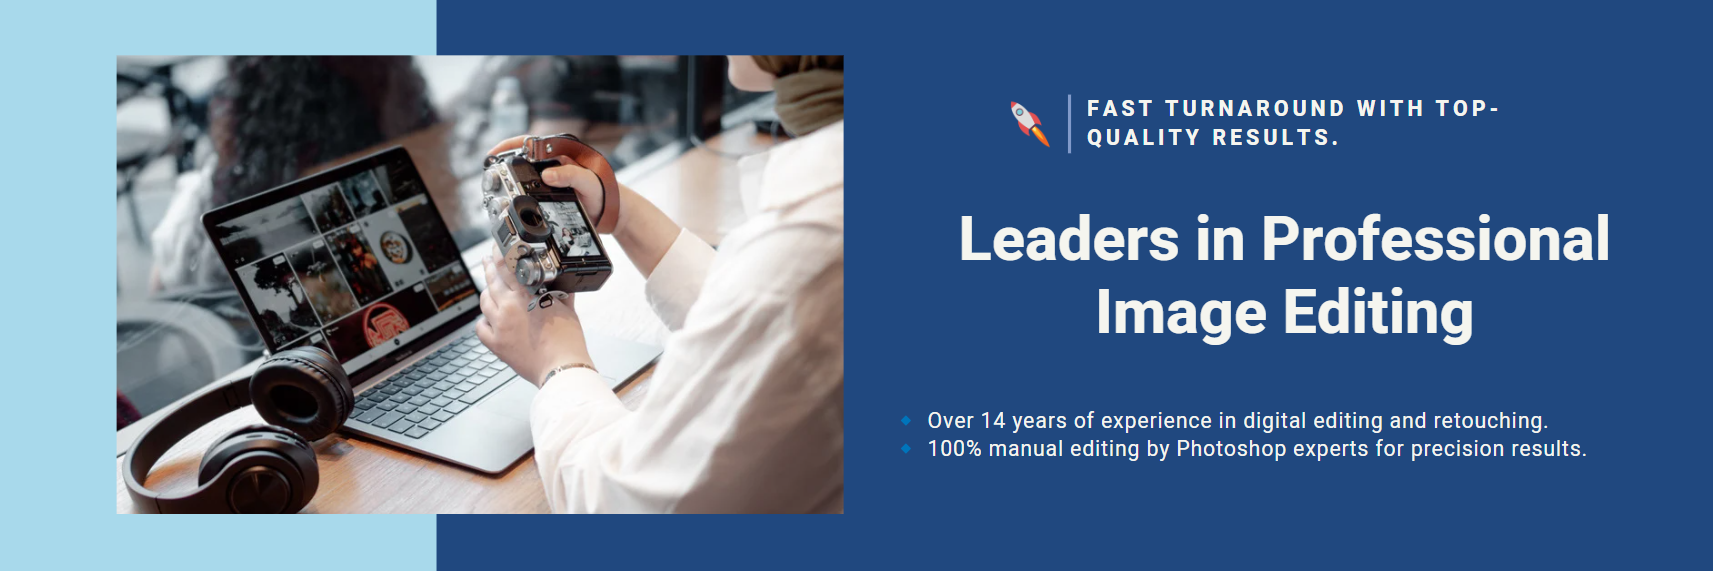 FAST TURNAROUND WITH TOP-
QUALITY RESULTS.
Leaders in Professional
Image Editing
Over 14 years of experience in digital editing and retouching.
100% manual editing by Photoshop experts for precision results.